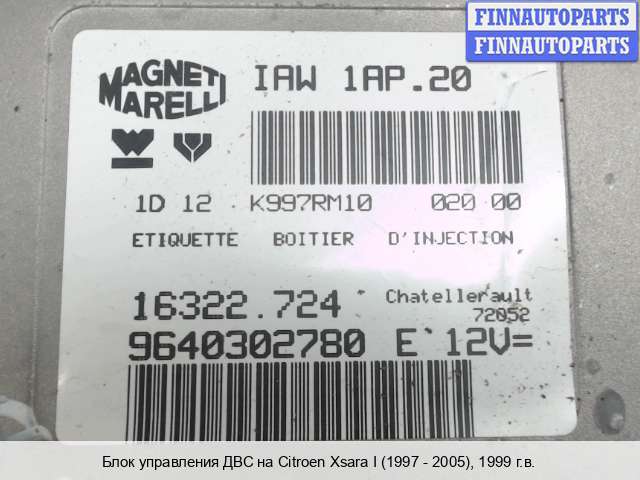 FINNAUTOPARTS
FINNAUTOPARTS
MAGNETI MARELLI
IAW 1AP.20
1D 12 K997RM10 020 00
ETIQUETTE BOITIER D'INJECTION
16322.724 Chatellerault
72052
9640302780 E 12V=
Блок управления ДВС на Citroen Xsara I (1997 - 2005), 1999 г.в.